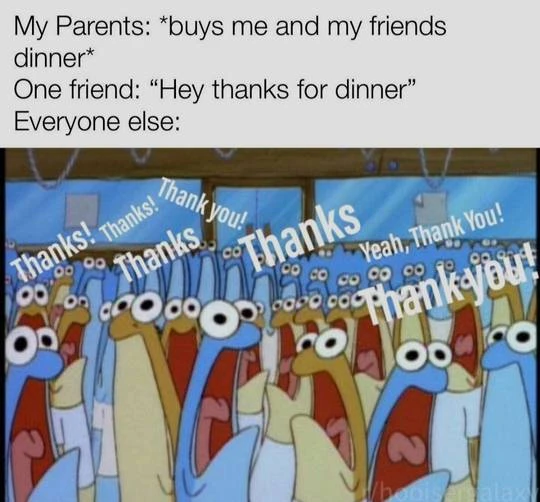 My Parents: *buys me and my friends
dinner*
One friend: “Hey thanks for dinner”
Everyone else:
Thanks!
Thanks!
Thank you!
Thanks
Thanks
Yeah, Thank You!
Thank you!